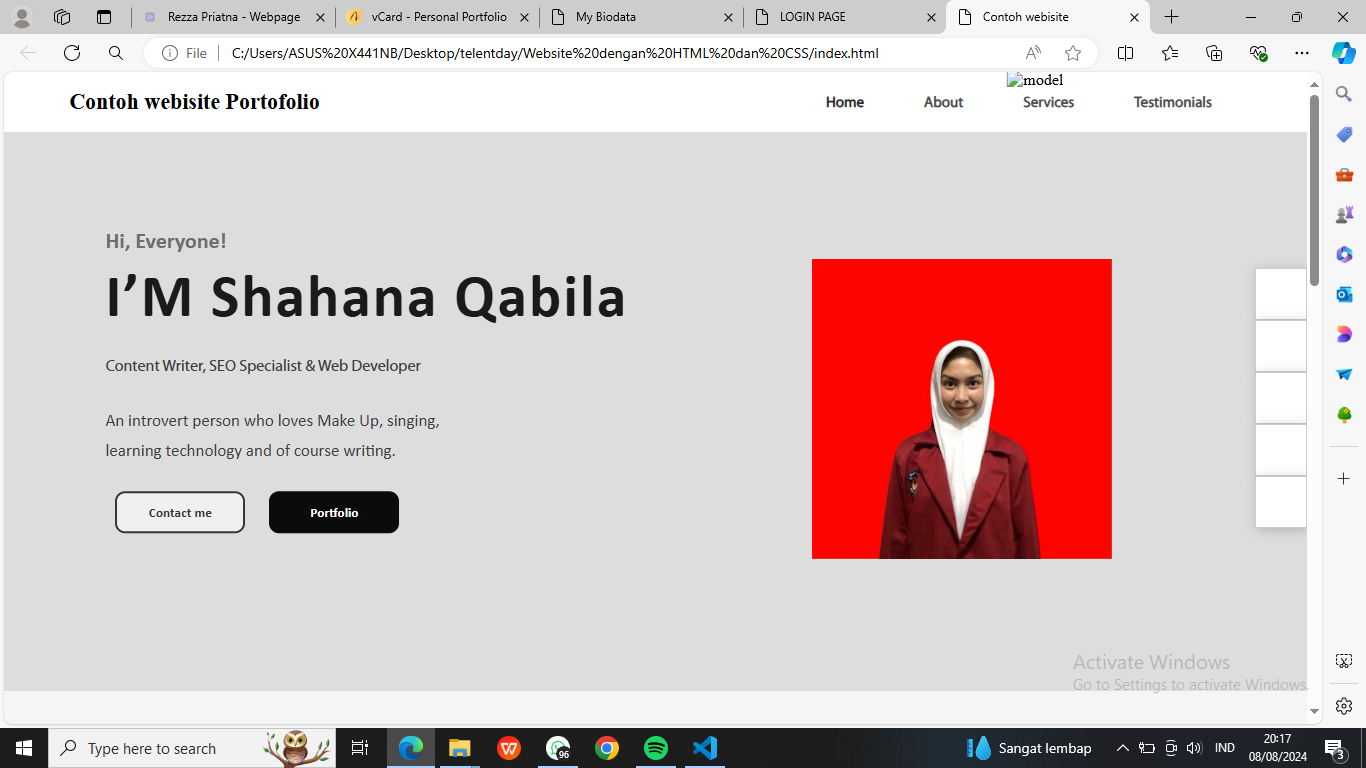 Rezza Priatna - Webpage
vCard - Personal Portfolio
My Biodata
LOGIN PAGE
Contoh webisite
File
C:/Users/ASUS%20X441NB/Desktop/telentday/Website%20dengan%20HTML%20dan%20CSS/index.html
model
Contoh webisite Portofolio
Home
About
Services
Testimonials
Hi, Everyone!
I’M Shahana Qabila
Content Writer, SEO Specialist & Web Developer
An introvert person who loves Make Up, singing,
learning technology and of course writing.
Contact me
Portfolio
Activate Windows
Go to Settings to activate Windows.
Type here to search
96
Sangat lembap
IND
20:17
08/08/2024
3